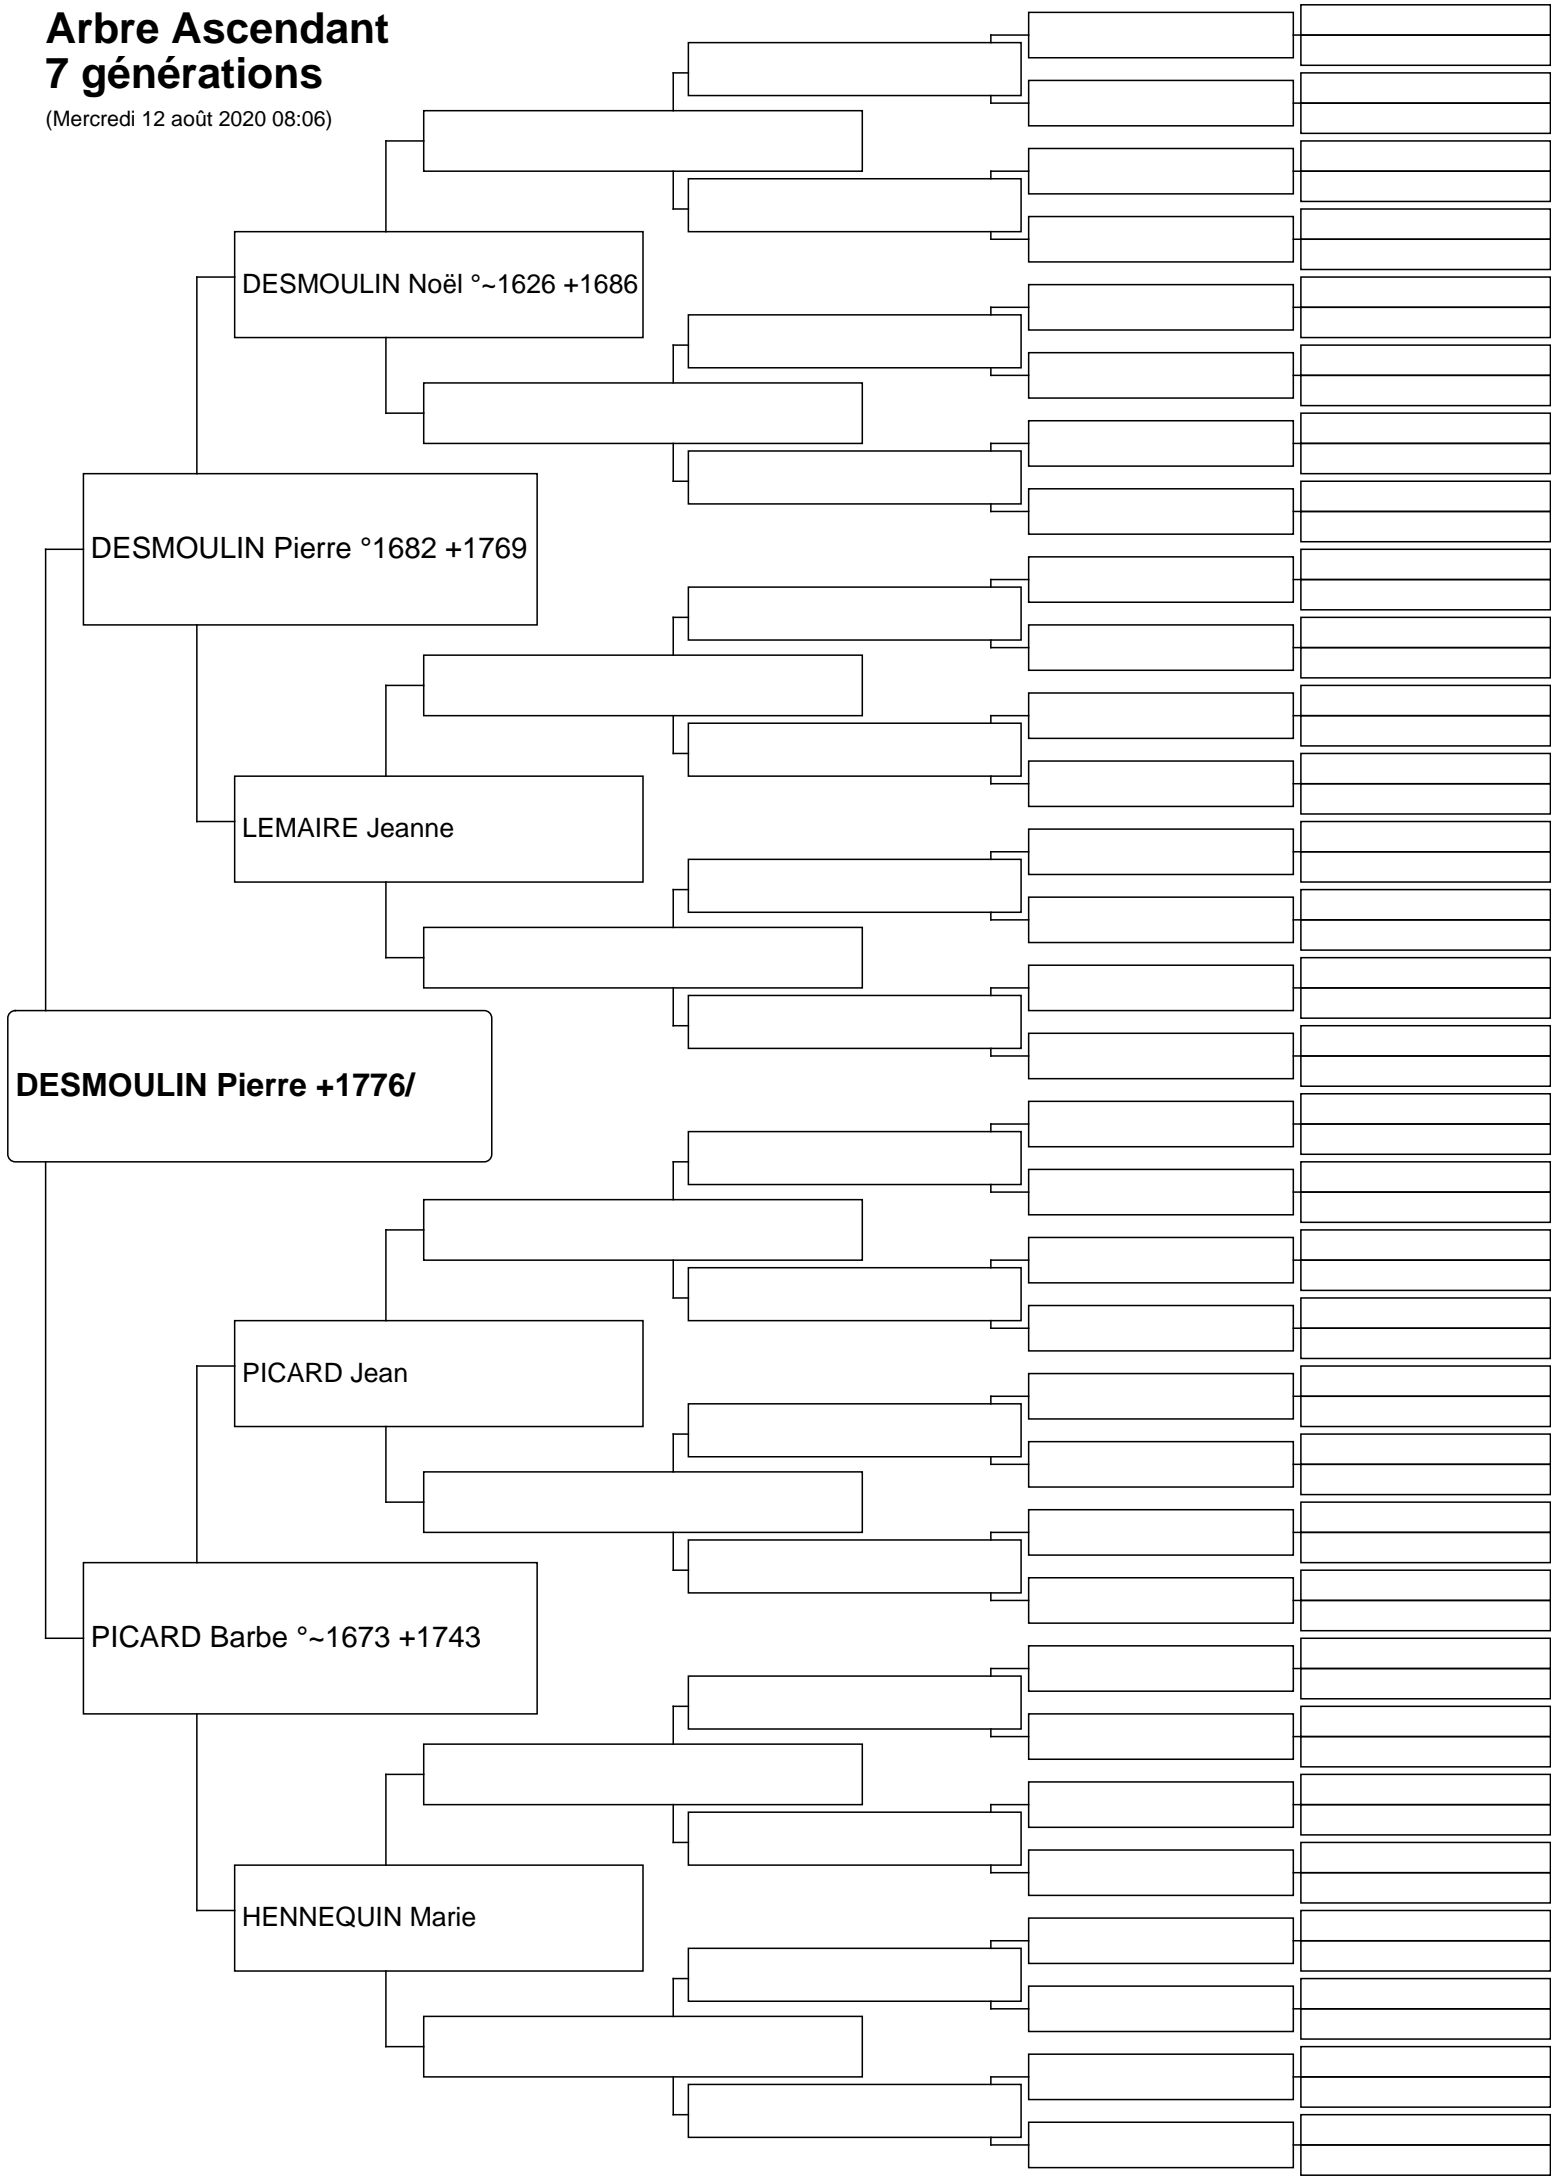 Arbre Ascendant
7 générations
(Mercredi 12 août 2020 08:06)
DESMOULIN Noël °~1626 +1686
DESMOULIN Pierre °1682 +1769
LEMAIRE Jeanne
DESMOULIN Pierre +1776/
PICARD Jean
PICARD Barbe °~1673 +1743
HENNEQUIN Marie